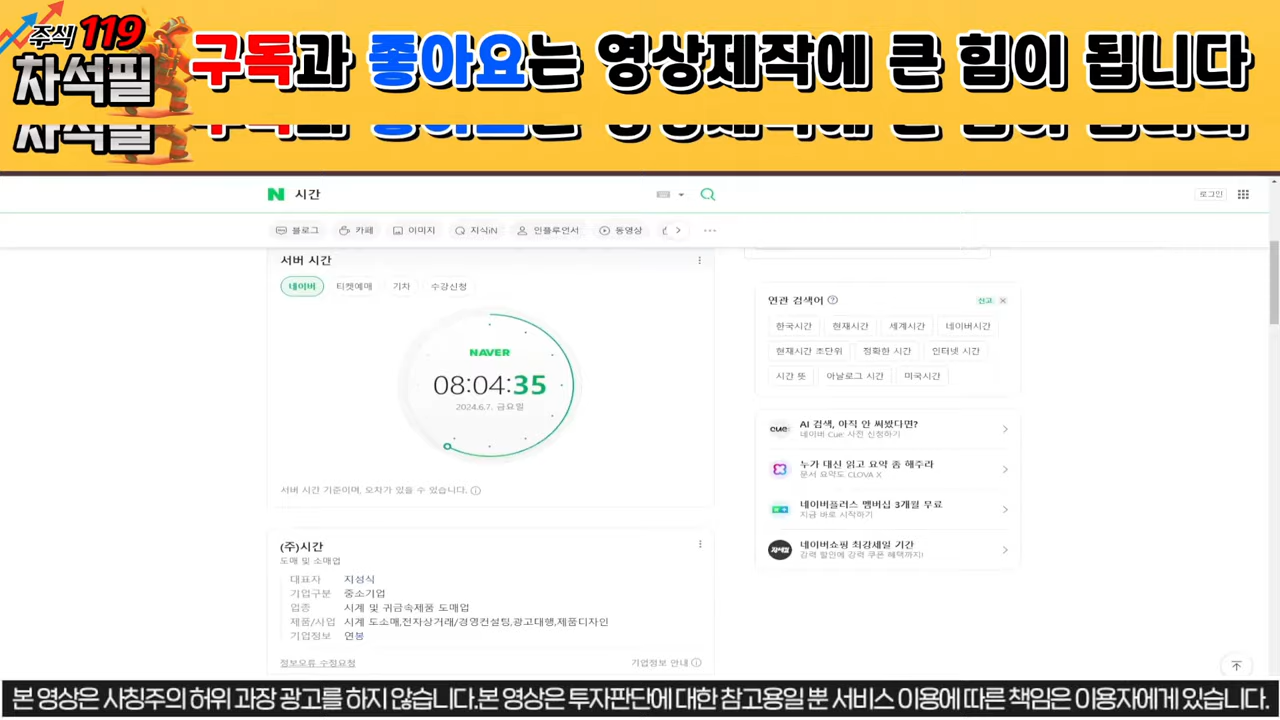 주식 119
차석필
구독과 좋아요는 영상제작에 큰 힘이 됩니다
시간
로그인
블로그 카페 이미지 지식iN 인플루언서 동영상
서버 시간
네이버 티켓예매 기차 수강신청
NAVER
08:04:35
2024.6.7. 금요일
서버 시간 기준이며, 오차가 있을 수 있습니다.
(주)시간
도매 및 소매업
대표자 지성식
기업구분 중소기업
업종 시계 및 귀금속제품 도매업
제품/사업 시계 도소매,전자상거래/경영컨설팅,광고대행,제품디자인
기업정보 연봉
정보오류 수정요청 기업정보 안내
연관 검색어 신고
한국시간 현재시간 세계시간 네이버시간
현재시간 초단위 정확한 시간 인터넷 시간
시간 뜻 아날로그 시간 미국시간
cue: AI 검색, 아직 안 써봤다면?
네이버 Cue: 사전 신청하기
누가 대신 읽고 요약 좀 해주라
문서 요약도 CLOVA X
네이버플러스 멤버십 3개월 무료
지금 바로 시작하기
네이버쇼핑 최강세일 기간
강력 할인에 강력 쿠폰 혜택까지!
본 영상은 사칭주의 허위 과장 광고를 하지 않습니다.본 영상은 투자판단에 대한 참고용일 뿐 서비스 이용에 따른 책임은 이용자에게 있습니다.